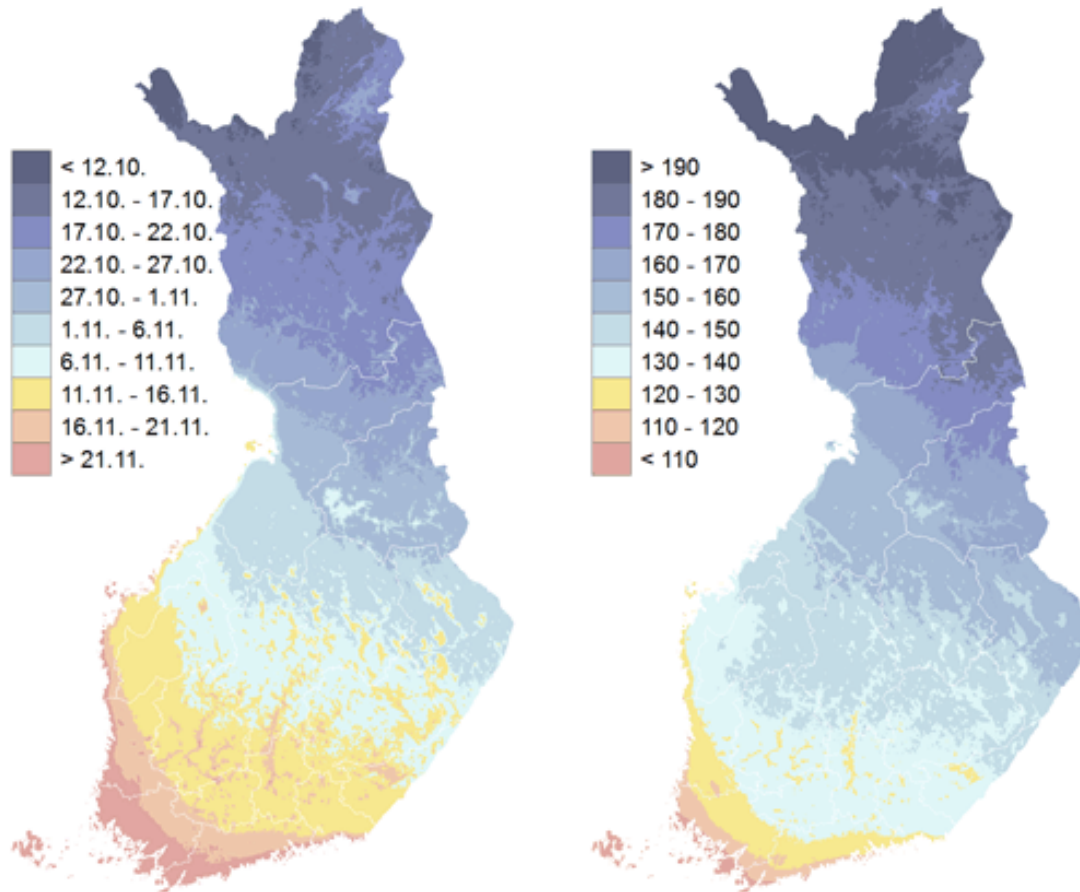 < 12.10.
12.10. - 17.10.
17.10. - 22.10.
22.10. - 27.10.
27.10. - 1.11.
1.11. - 6.11.
6.11. - 11.11.
11.11. - 16.11.
16.11. - 21.11.
> 21.11.
> 190
180 - 190
170 - 180
160 - 170
150 - 160
140 - 150
130 - 140
120 - 130
110 - 120
< 110